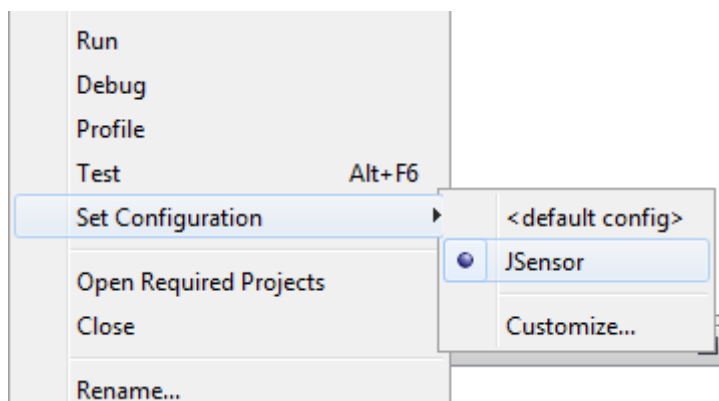 Run
Debug
Profile
Test Alt+F6
Set Configuration
<default config>
JSensor
Customize...
Open Required Projects
Close
Rename...